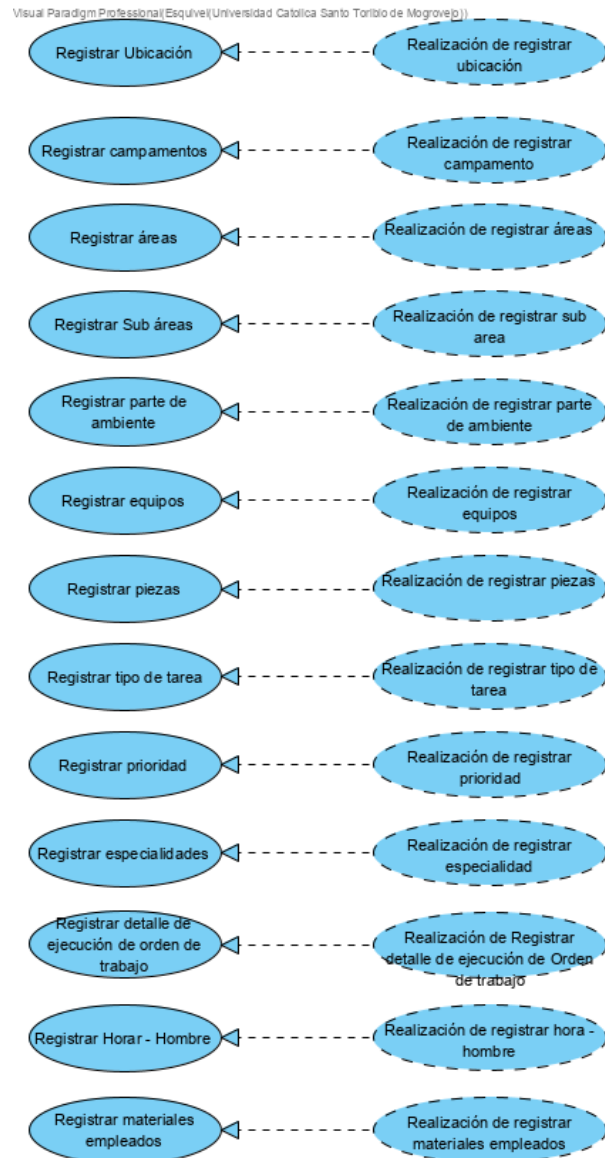 Visual Paradigm Professional(Esquivel(Universidad Catolica Santo Toribio de Mogrovejo))
Registrar Ubicación
Realización de registrar
ubicación
Registrar campamentos
Realización de registrar
campamento
Registrar áreas
Realización de registrar áreas
Registrar Sub áreas
Realización de registrar sub
area
Registrar parte de
ambiente
Realización de registrar parte
de ambiente
Registrar equipos
Realización de registrar
equipos
Registrar piezas
Realización de registrar piezas
Registrar tipo de tarea
Realización de registrar tipo de
tarea
Registrar prioridad
Realización de registrar
prioridad
Registrar especialidades
Realización de registrar
especialidad
Registrar detalle de
ejecución de orden de
trabajo
Realización de Registrar
detalle de ejecución de Orden
de trabajo
Registrar Horar - Hombre
Realización de registrar hora -
hombre
Registrar materiales
empleados
Realización de registrar
materiales empleados